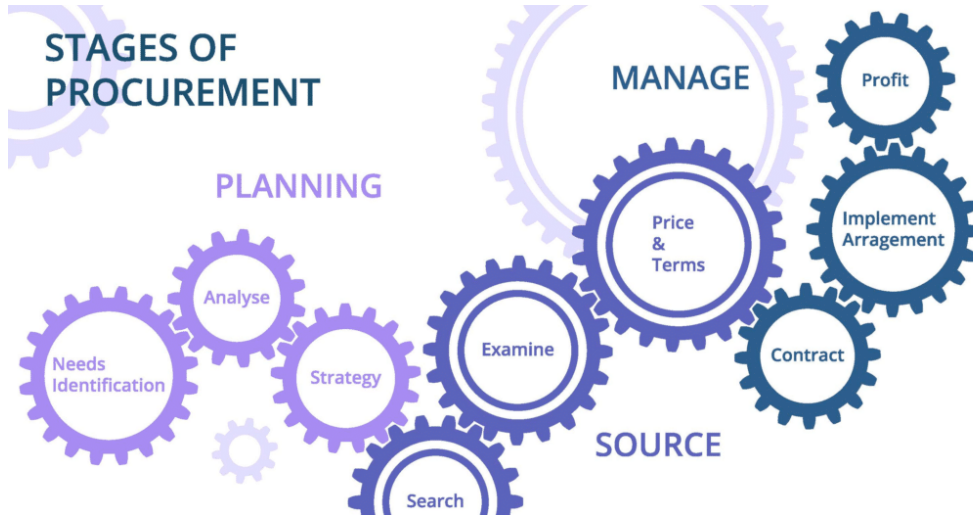 STAGES OF
PROCUREMENT
PLANNING
Needs
Identification
Analyse
Strategy
SOURCE
Search
Examine
Price
&
Terms
MANAGE
Contract
Implement
Arragement
Profit